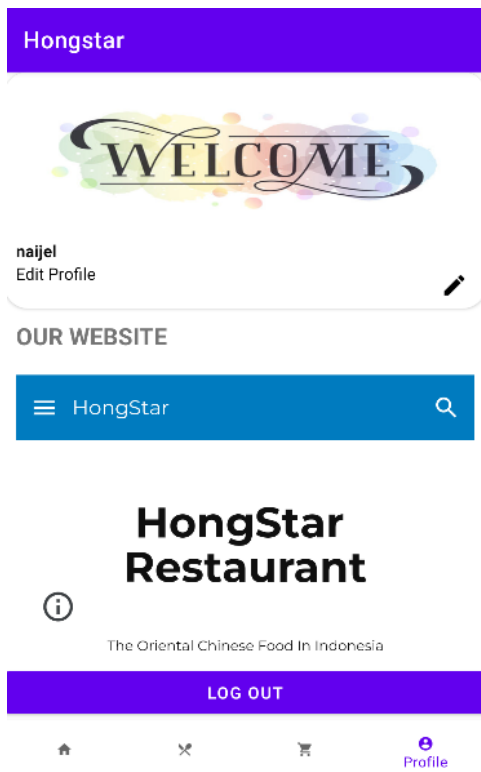 Hongstar
WELCOME
naijel
Edit Profile
OUR WEBSITE
HongStar
HongStar
Restaurant
The Oriental Chinese Food In Indonesia
LOG OUT
Profile